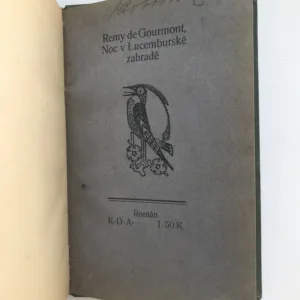 Remy de Gourmont,
Noc v Lucemburské
zahradě
Román
K·D·A· 1·50 K